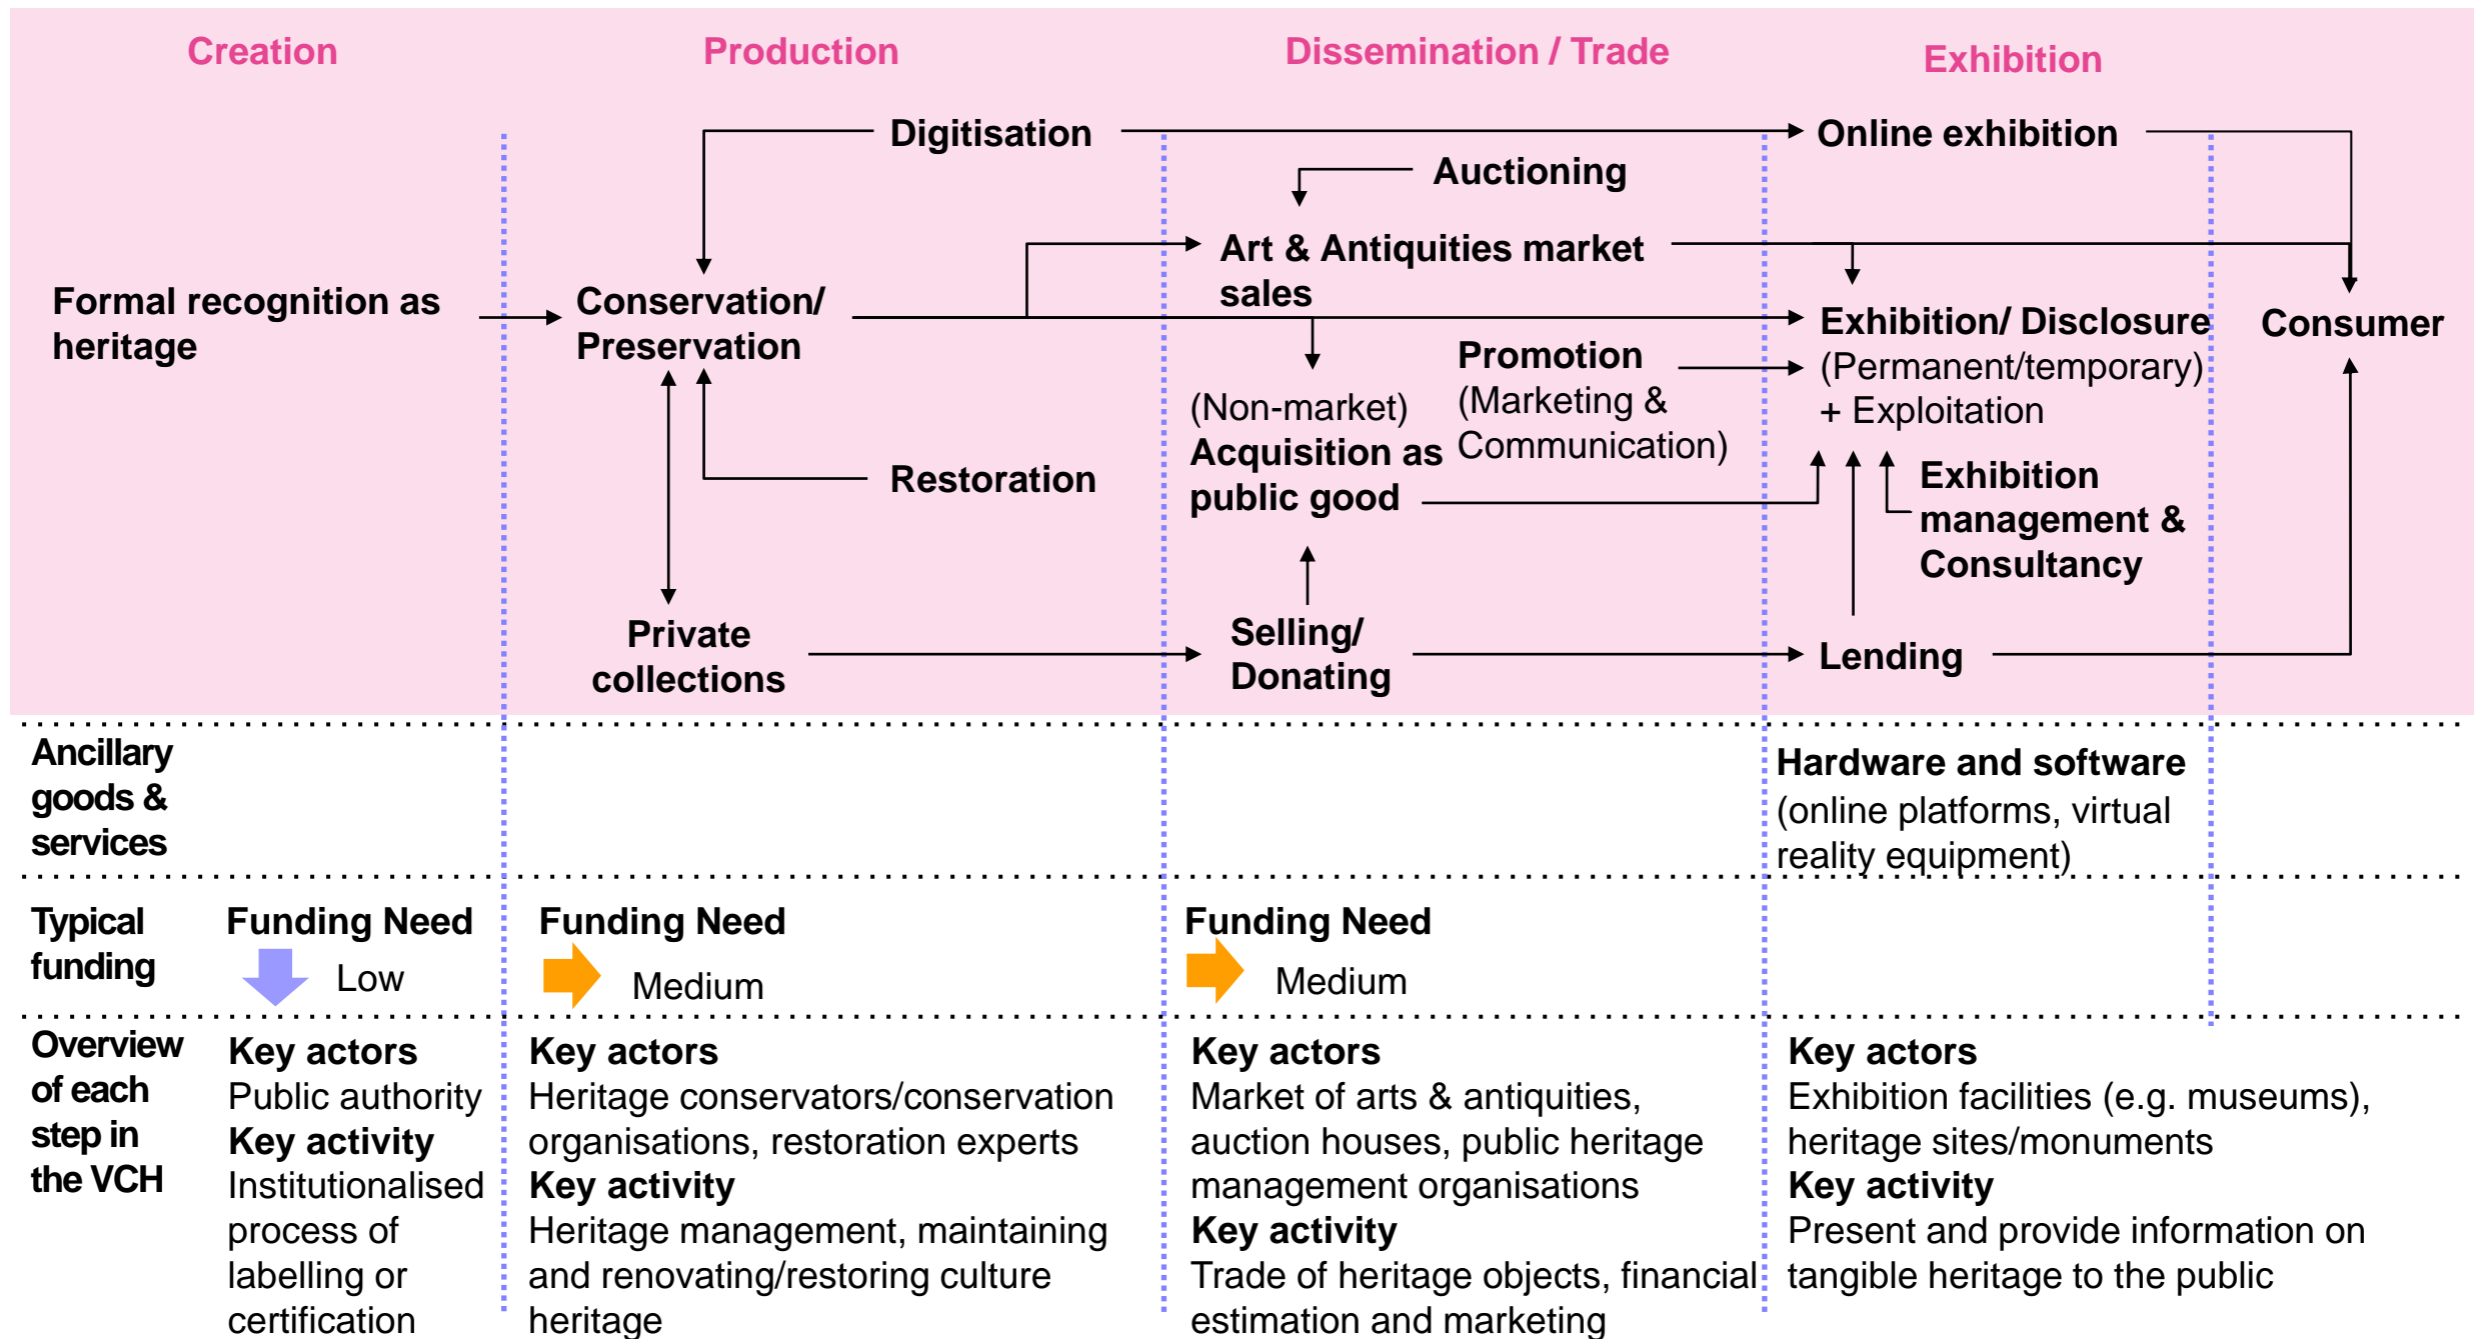 Creation
Production
Dissemination / Trade
Exhibition
Digitisation
Online exhibition
Auctioning
Art & Antiquities market
sales
Formal recognition as
heritage
Conservation/
Preservation
Exhibition/ Disclosure
(Permanent/temporary)
+ Exploitation
Consumer
Promotion
(Marketing &
Communication)
(Non-market)
Acquisition as
public good
Restoration
Exhibition
management &
Consultancy
Private
collections
Selling/
Donating
Lending
Ancillary
goods &
services
Hardware and software
(online platforms, virtual
reality equipment)
Typical
funding
Funding Need
Low
Funding Need
Medium
Funding Need
Medium
Overview
of each
step in
the VCH
Key actors
Public authority
Key activity
Institutionalised
process of
labelling or
certification
Key actors
Heritage conservators/conservation
organisations, restoration experts
Key activity
Heritage management, maintaining
and renovating/restoring culture
heritage
Key actors
Market of arts & antiquities,
auction houses, public heritage
management organisations
Key activity
Trade of heritage objects, financial
estimation and marketing
Key actors
Exhibition facilities (e.g. museums),
heritage sites/monuments
Key activity
Present and provide information on
tangible heritage to the public